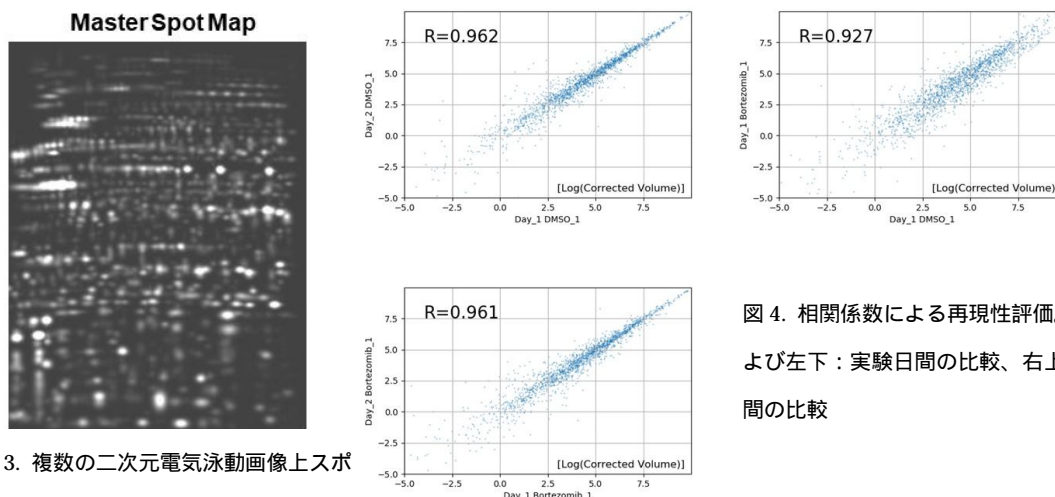 Master Spot Map
3. 複数の二次元電気泳動画像上スポ
R=0.962
7.5
5.0
2.5
0.0
−2.5
−5.0
Day_2 DMSO_1
[Log(Corrected Volume)]
−5.0 −2.5 0.0 2.5 5.0 7.5
Day_1 DMSO_1
R=0.927
7.5
5.0
2.5
0.0
−2.5
−5.0
Day_1 Bortezomib_1
[Log(Corrected Volume)
−5.0 −2.5 0.0 2.5 5.0 7.5
Day_1 DMSO_1
R=0.961
7.5
5.0
2.5
0.0
−2.5
−5.0
Day_2 Bortezomib_1
[Log(Corrected Volume)]
−5.0 −2.5 0.0 2.5 5.0 7.5
Day_1 Bortezomib_1
図 4. 相関係数による再現性評価
よび左下：実験日間の比較、右上
間の比較